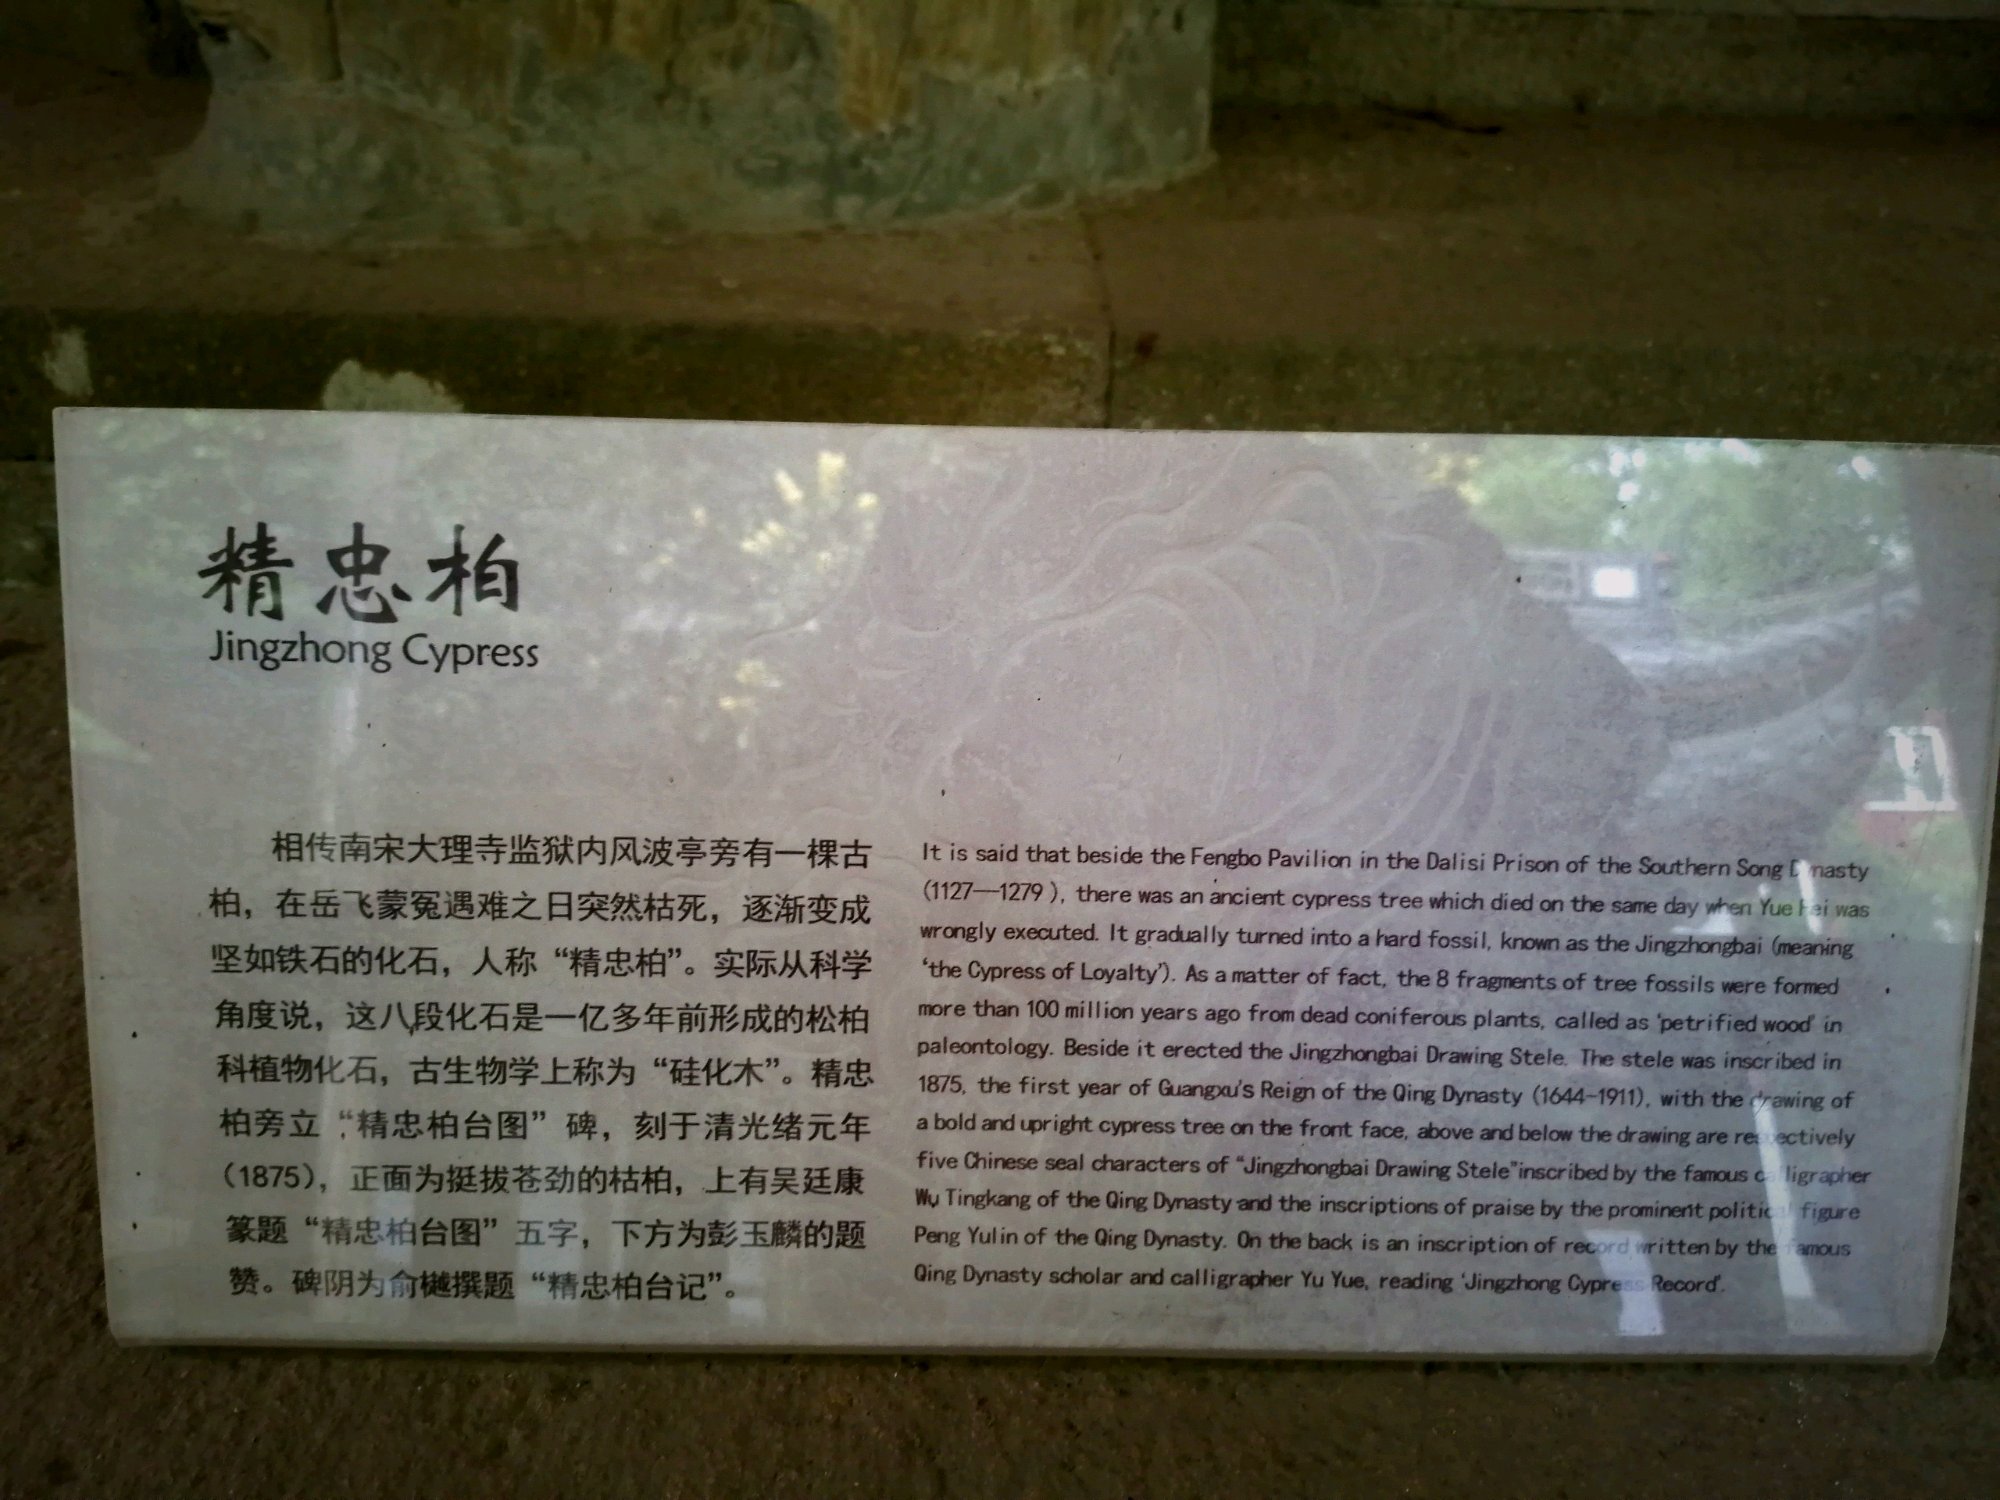 精忠柏
Jingzhong Cypress
相传南宋大理寺监狱内风波亭旁有一棵古
柏，在岳飞蒙冤遇难之日突然枯死，逐渐变成
坚如铁石的化石，人称“精忠柏”。实际从科学
角度说，这八段化石是一亿多年前形成的松柏
科植物化石，古生物学上称为“硅化木”。精忠
柏旁立“精忠柏台图”碑，刻于清光绪元年
（1875），正面为挺拔苍劲的枯柏，上有吴廷康
篆题“精忠柏台图”五字，下方为彭玉麟的题
赞。碑阴为俞樾撰题“精忠柏台记”。
It is said that beside the Fengbo Pavilion in the Dalisi Prison of the Southern Song Dynasty
(1127—1279 ), there was an ancient cypress tree which died on the same day when Yue Fei was
wrongly executed. It gradually turned into a hard fossil, known as the Jingzhongbai (meaning
‘the Cypress of Loyalty’). As a matter of fact, the 8 fragments of tree fossils were formed
more than 100 million years ago from dead coniferous plants, called as ‘petrified wood’ in
paleontology. Beside it erected the Jingzhongbai Drawing Stele. The stele was inscribed in
1875, the first year of Guangxu’s Reign of the Qing Dynasty (1644-1911), with the drawing of
a bold and upright cypress tree on the front face, above and below the drawing are respectively
five Chinese seal characters of “Jingzhongbai Drawing Stele”inscribed by the famous calligrapher
Wu Tingkang of the Qing Dynasty and the inscriptions of praise by the prominent political figure
Peng Yulin of the Qing Dynasty. On the back is an inscription of record written by the famous
Qing Dynasty scholar and calligrapher Yu Yue, reading ‘Jingzhong Cypress Record’.